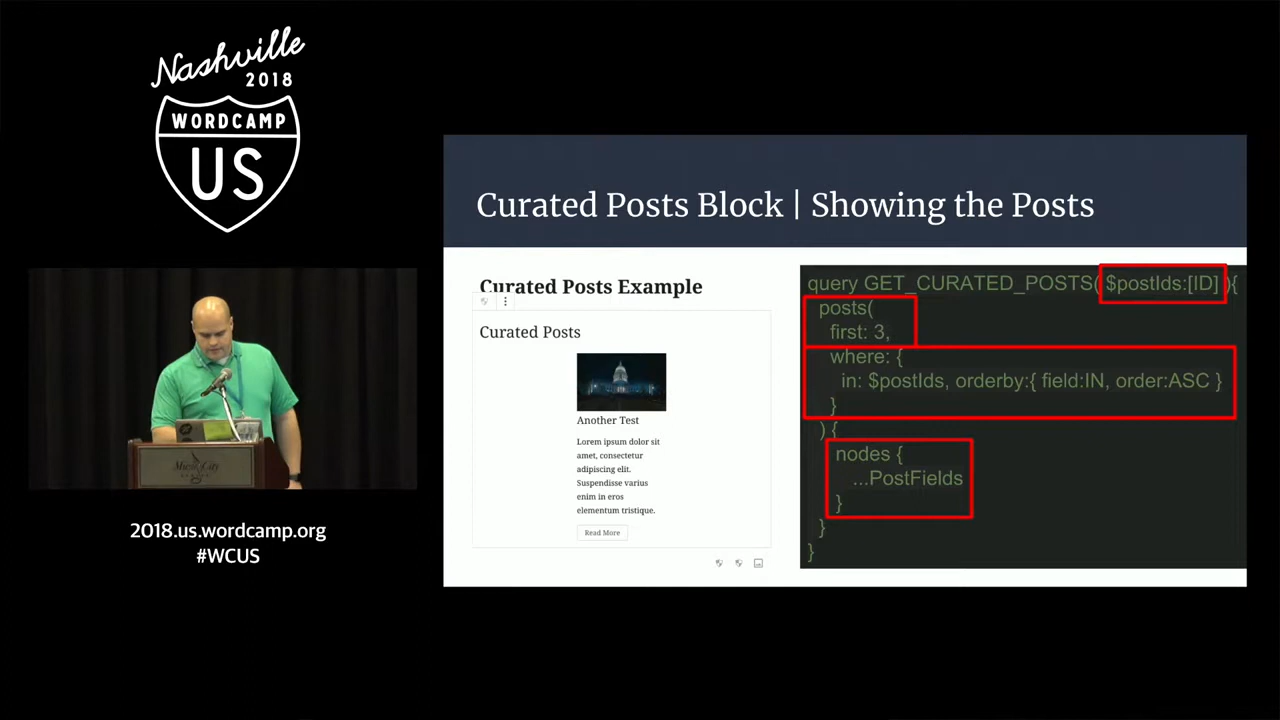 Nashville
2018
WORDCAMP
US
Music City
2018.us.wordcamp.org
#WCUS
Curated Posts Block | Showing the Posts
Curated Posts Example
Curated Posts
Another Test
Lorem ipsum dolor sit
amet, consectetur
adipiscing elit.
Suspendisse varius
enim in eros
elementum tristique.
Read More
query GET_CURATED_POSTS( $postIds:[ID] ){
posts(
first: 3,
where: {
in: $postIds, orderby:{ field:IN, order:ASC }
}
) {
nodes {
...PostFields
}
}
}